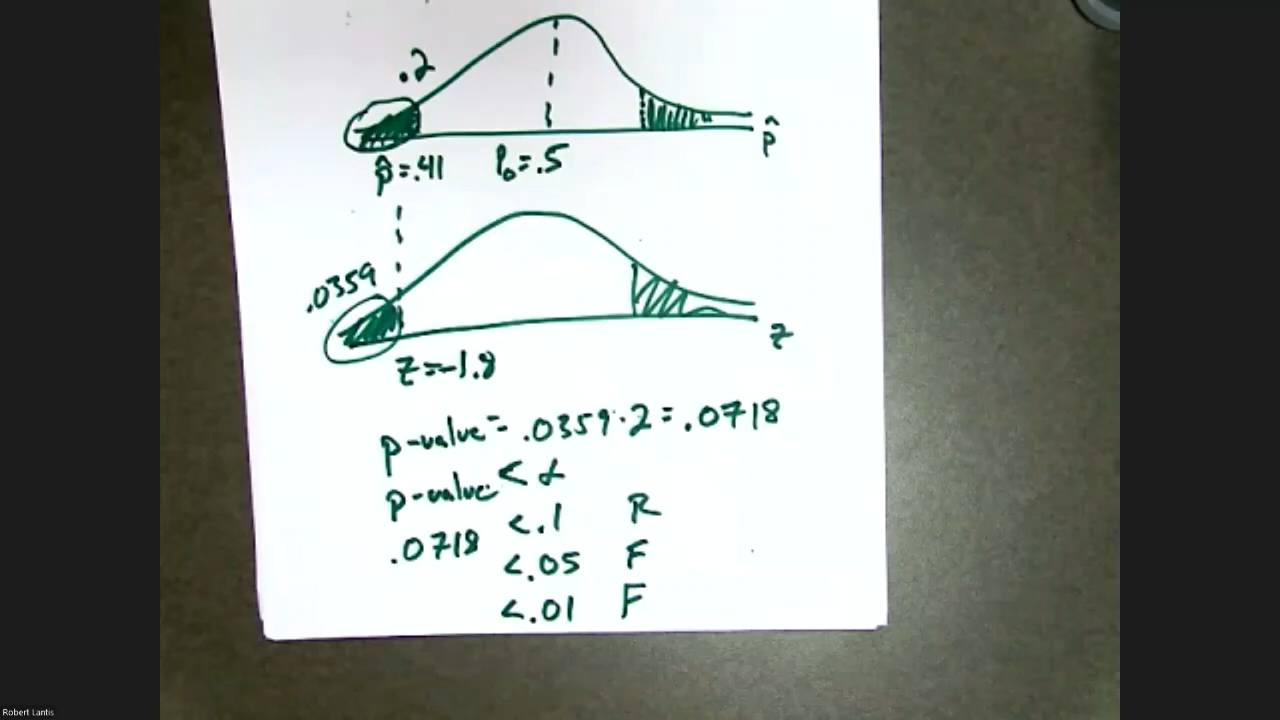 .2
p̂
p̂=.41 p₀=.5
.0359
z
z=-1.8
p-value= .0359·2=.0718
p-value < α
<.1 R
.0718 <.05 F
<.01 F
Robert Lantis